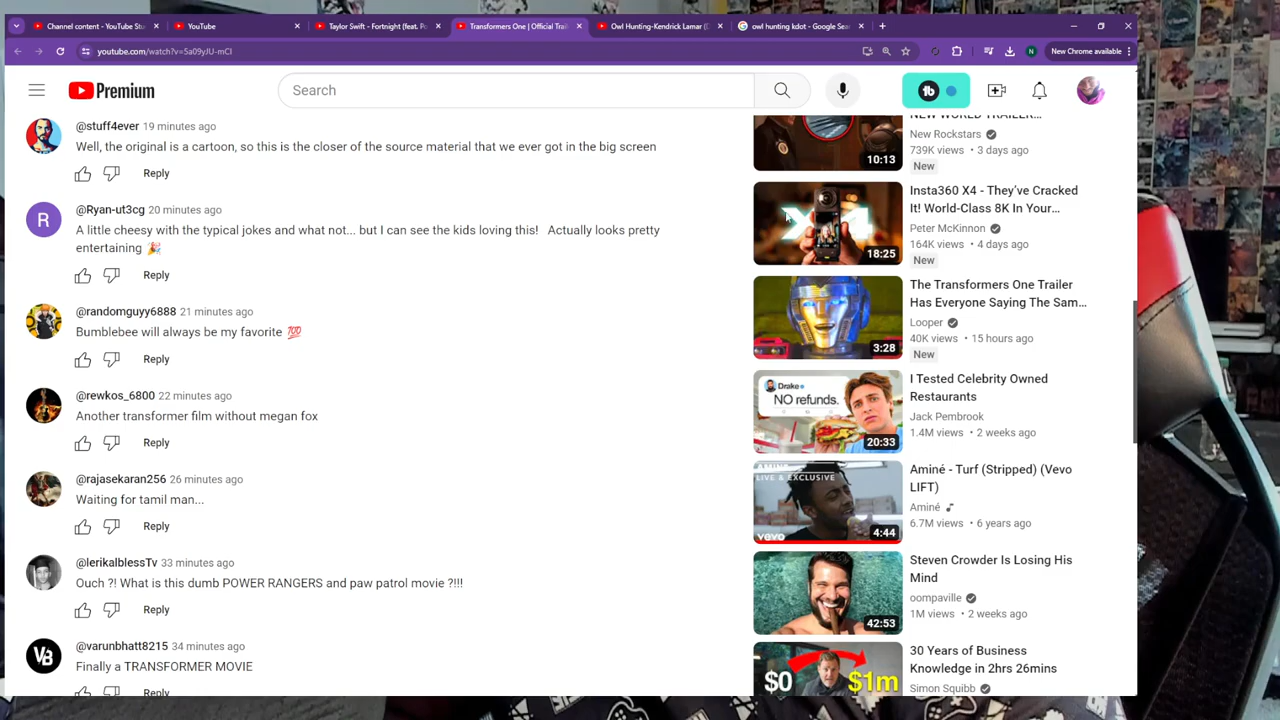 Channel content - YouTube Stu
YouTube
Taylor Swift - Fortnight (feat. Po
Transformers One | Official Trail
Owl Hunting-Kendrick Lamar (D
owl hunting kdot - Google Sea
youtube.com/watch?v=5a09yJU-mCI
New Chrome available
Premium
Search
@stuff4ever 19 minutes ago
Well, the original is a cartoon, so this is the closer of the source material that we ever got in the big screen
Reply
@Ryan-ut3cg 20 minutes ago
R
A little cheesy with the typical jokes and what not... but I can see the kids loving this! Actually looks pretty
entertaining 🎉
Reply
@randomguyy6888 21 minutes ago
Bumblebee will always be my favorite 💯
Reply
@rewkos_6800 22 minutes ago
Another transformer film without megan fox
Reply
@rajasekaran256 26 minutes ago
Waiting for tamil man...
Reply
@lerikalblessTv 33 minutes ago
Ouch ?! What is this dumb POWER RANGERS and paw patrol movie ?!!!
Reply
@varunbhatt8215 34 minutes ago
Finally a TRANSFORMER MOVIE
NEW WORLD TRAILER...
New Rockstars
739K views • 3 days ago
New
10:13
Insta360 X4 - They've Cracked
It! World-Class 8K In Your...
Peter McKinnon
164K views • 4 days ago
New
X4
18:25
The Transformers One Trailer
Has Everyone Saying The Sam...
Looper
40K views • 15 hours ago
New
3:28
Drake
NO refunds.
20:33
I Tested Celebrity Owned
Restaurants
Jack Pembrook
1.4M views • 2 weeks ago
AMINÉ
LIVE & EXCLUSIVE
vevo
4:44
Aminé - Turf (Stripped) (Vevo
LIFT)
Aminé
6.7M views • 6 years ago
42:53
Steven Crowder Is Losing His
Mind
oompaville
1M views • 2 weeks ago
$0 $1m
30 Years of Business
Knowledge in 2hrs 26mins
Simon Squibb